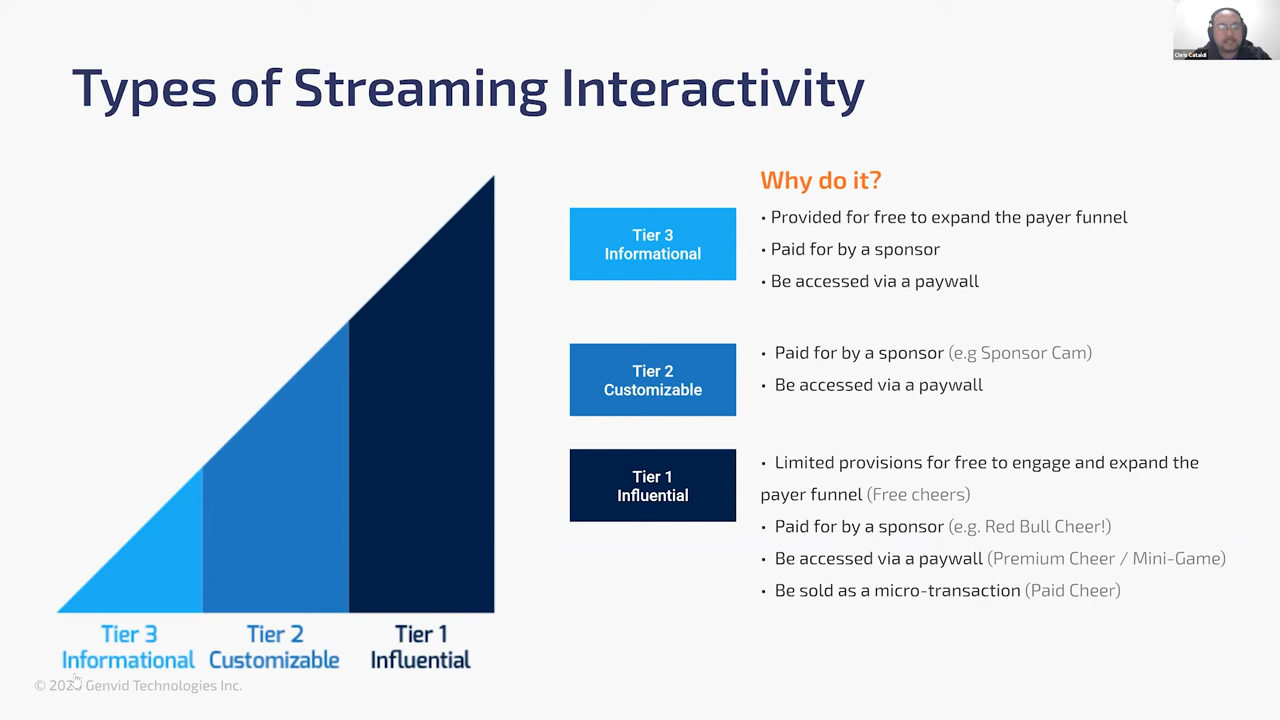 Chris Cataldi
Types of Streaming Interactivity
Why do it?
Tier 3
Informational
• Provided for free to expand the payer funnel
• Paid for by a sponsor
• Be accessed via a paywall
Tier 2
Customizable
• Paid for by a sponsor (e.g Sponsor Cam)
• Be accessed via a paywall
Tier 1
Influential
• Limited provisions for free to engage and expand the
payer funnel (Free cheers)
• Paid for by a sponsor (e.g. Red Bull Cheer!)
• Be accessed via a paywall (Premium Cheer / Mini-Game)
• Be sold as a micro-transaction (Paid Cheer)
Tier 3
Informational
Tier 2
Customizable
Tier 1
Influential
© Genvid Technologies Inc.